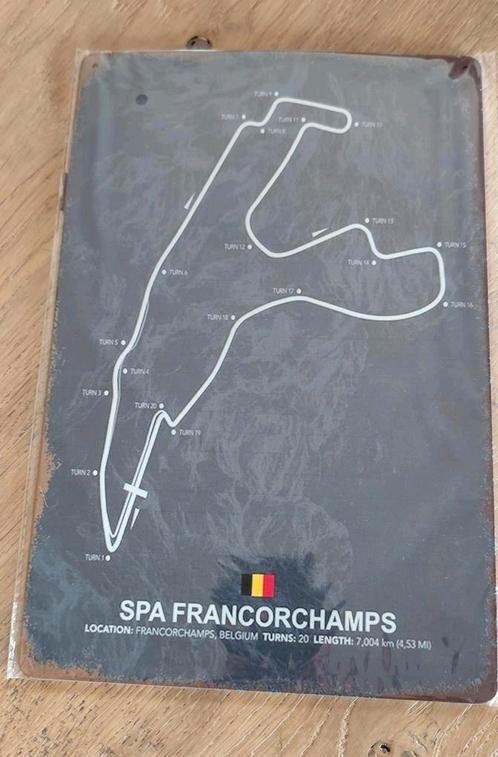 TURN 9
TURN 7
TURN 8
TURN 11
TURN 10
TURN 12
TURN 13
TURN 14
TURN 15
TURN 6
TURN 17
TURN 16
TURN 18
TURN 5
TURN 4
TURN 3
TURN 20
TURN 19
TURN 2
TURN 1
SPA FRANCORCHAMPS
LOCATION: FRANCORCHAMPS, BELGIUM TURNS: 20 LENGTH: 7,004 km (4,53 MI)